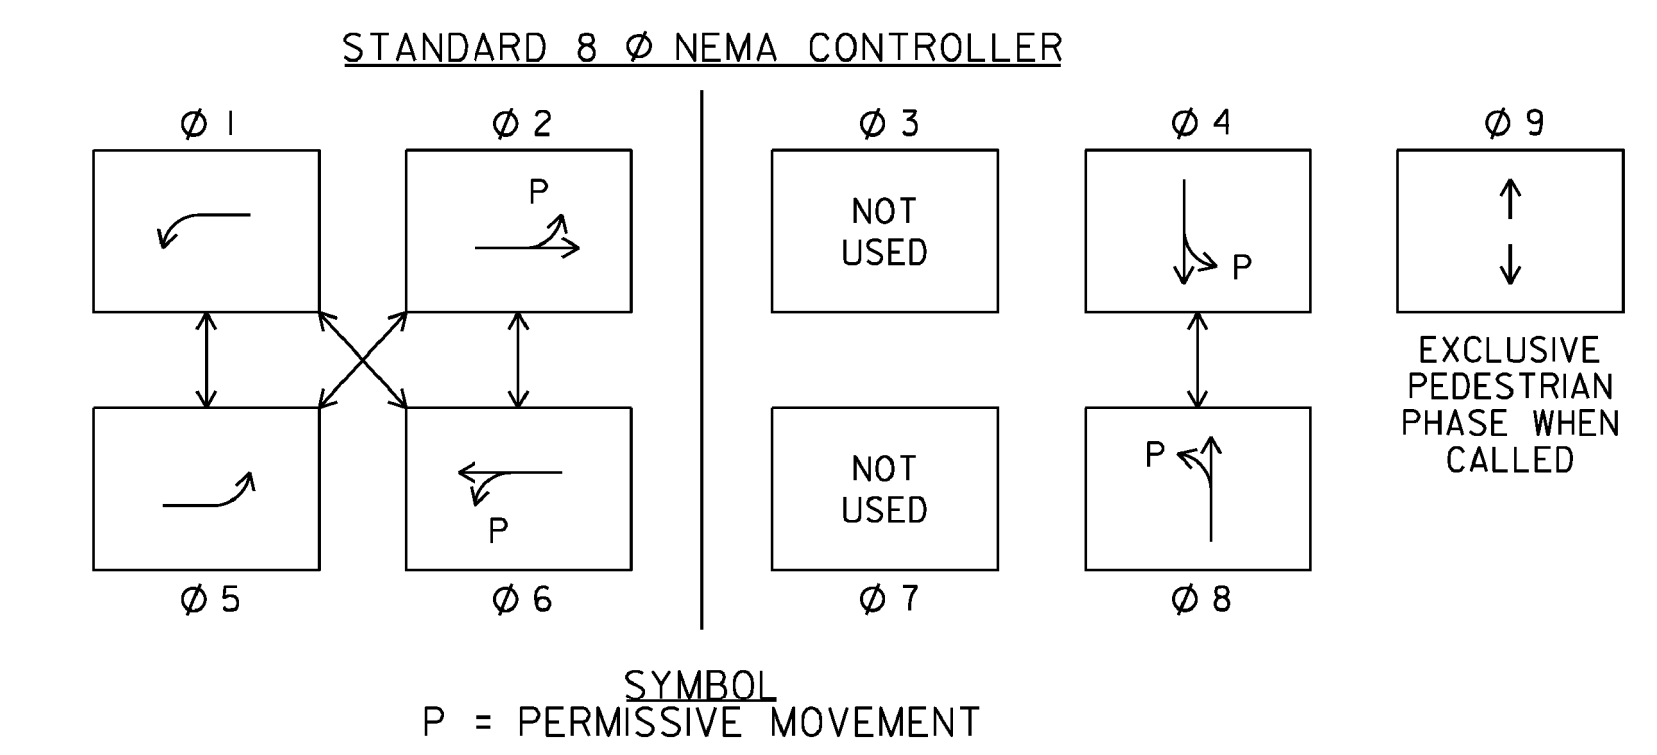 STANDARD 8 Ø NEMA CONTROLLER
Ø 1
Ø 2
Ø 3
Ø 4
Ø 9
P
NOT
USED
P
EXCLUSIVE
PEDESTRIAN
PHASE WHEN
CALLED
P
NOT
USED
P
Ø 5
Ø 6
Ø 7
Ø 8
SYMBOL
P = PERMISSIVE MOVEMENT